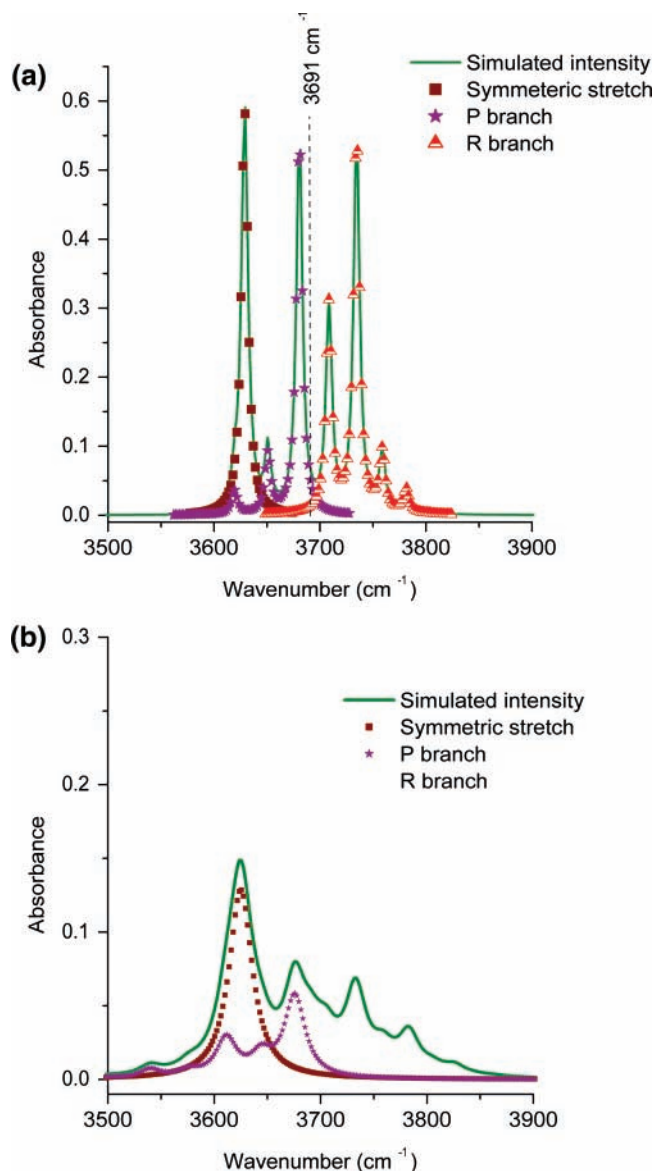 (a)
3691 cm⁻¹
Simulated intensity
Symmeteric stretch
P branch
R branch
Absorbance
0.6
0.5
0.4
0.3
0.2
0.1
0.0
3500 3600 3700 3800 3900
Wavenumber (cm ⁻¹)
(b)
Simulated intensity
Symmetric stretch
P branch
R branch
Absorbance
0.3
0.2
0.1
0.0
3500 3600 3700 3800 3900
Wavenumber (cm ⁻¹)